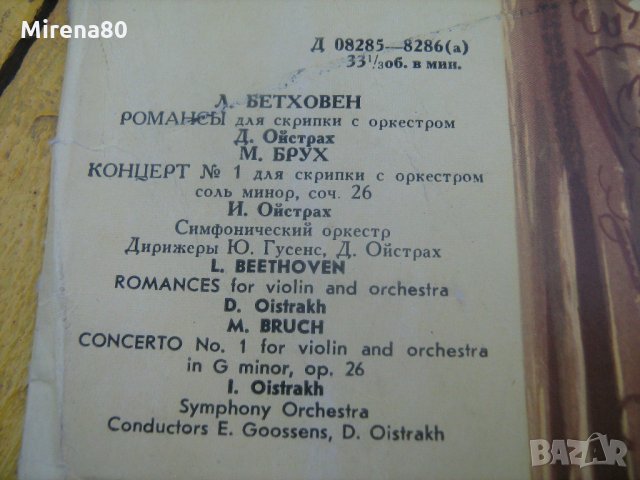 Mirena80
Д 08285—8286(а)
33⅓об. в мин.
Л. БЕТХОВЕН
РОМАНСЫ для скрипки с оркестром
Д. Ойстрах
М. БРУХ
КОНЦЕРТ № 1 для скрипки с оркестром
соль минор, соч. 26
И. Ойстрах
Симфонический оркестр
Дирижеры Ю. Гусенс, Д. Ойстрах
L. BEETHOVEN
ROMANCES for violin and orchestra
D. Oistrakh
M. BRUCH
CONCERTO No. 1 for violin and orchestra
in G minor, op. 26
I. Oistrakh
Symphony Orchestra
Conductors E. Goossens, D. Oistrakh
BAZAR